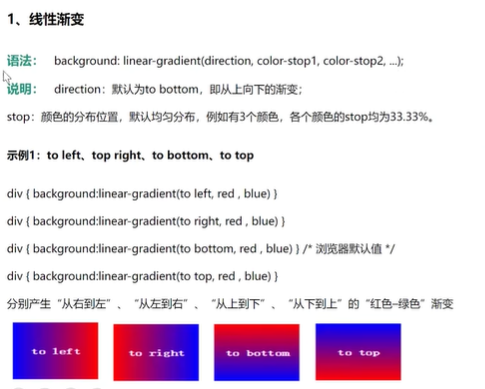 1、线性渐变
语法： background: linear-gradient(direction, color-stop1, color-stop2, ...);
说明： direction：默认为to bottom，即从上向下的渐变；
stop：颜色的分布位置，默认均匀分布，例如有3个颜色，各个颜色的stop均为33.33%。
示例1：to left、top right、to bottom、to top
div { background:linear-gradient(to left, red , blue) }
div { background:linear-gradient(to right, red , blue) }
div { background:linear-gradient(to bottom, red , blue) } /* 浏览器默认值 */
div { background:linear-gradient(to top, red , blue) }
分别产生“从右到左”、“从左到右”、“从上到下”、“从下到上”的“红色–绿色”渐变
to left to right to bottom to top